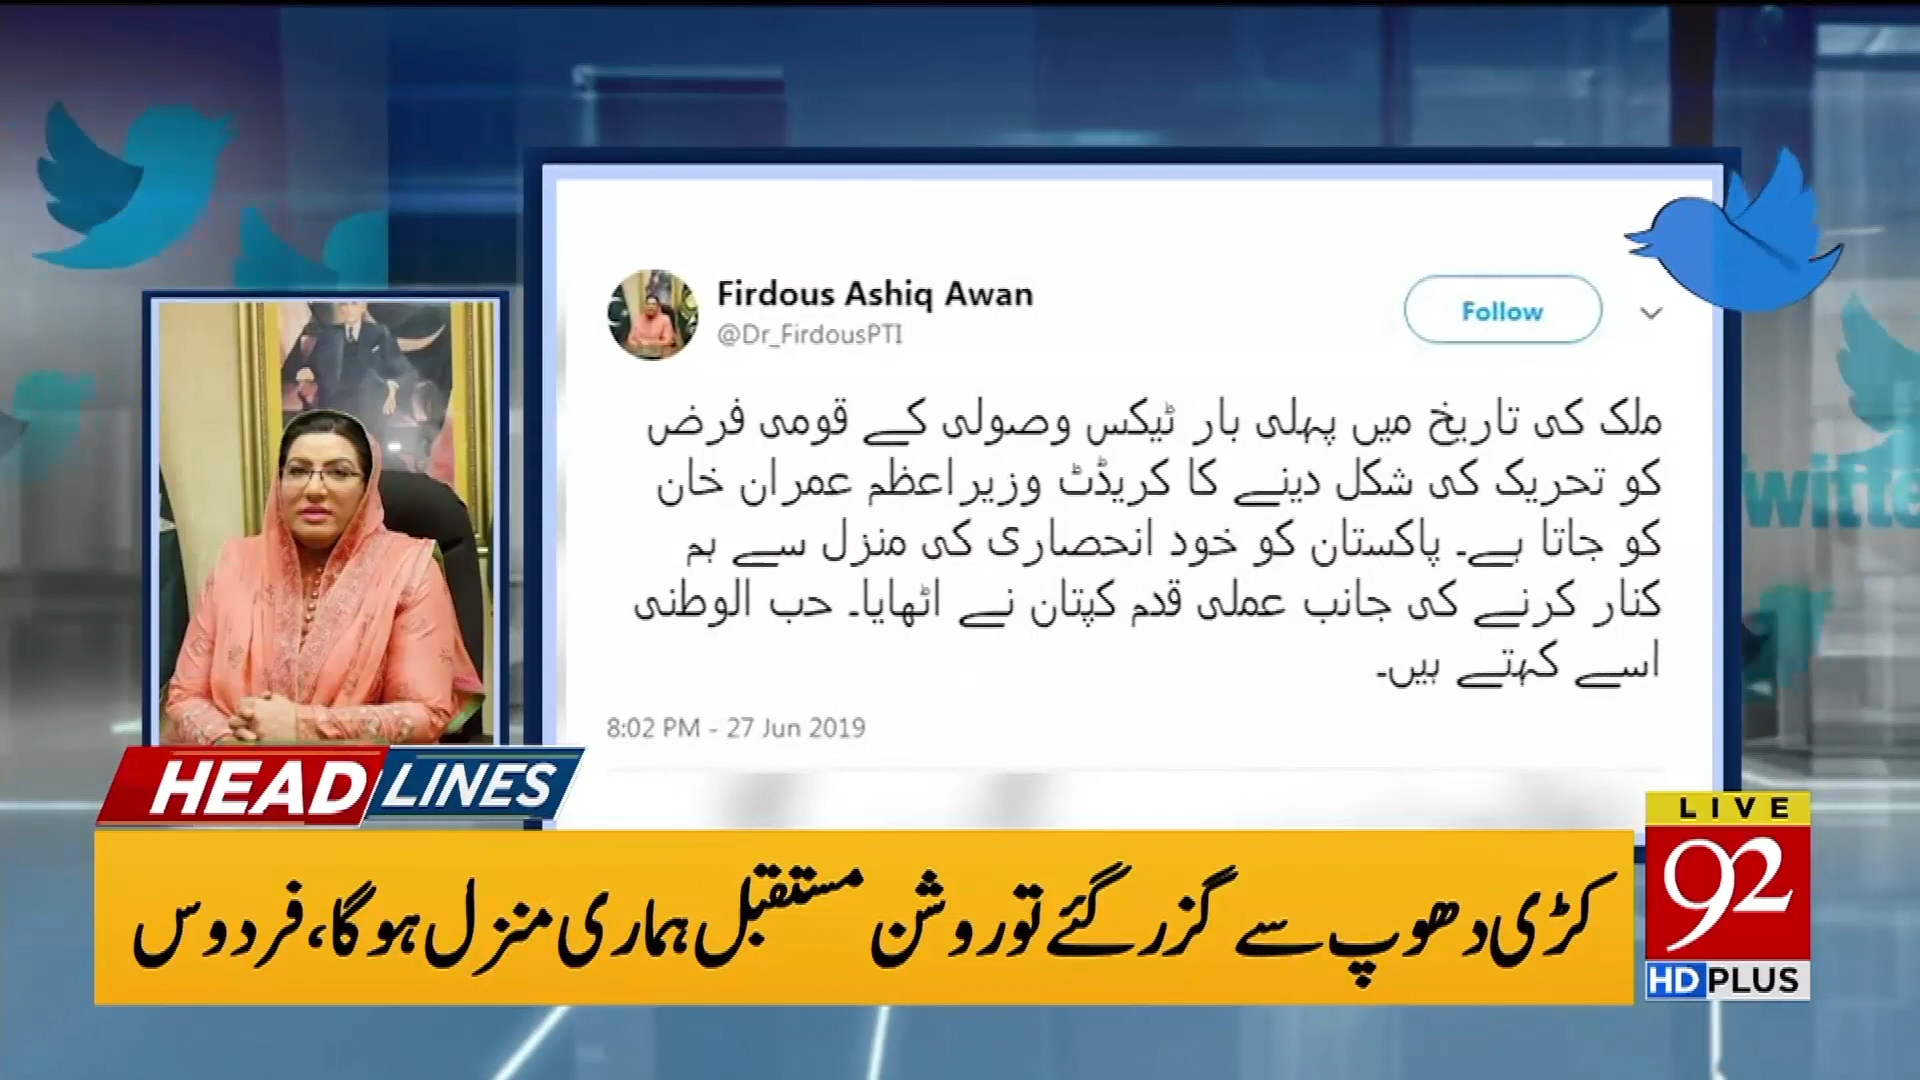 Firdous Ashiq Awan
@Dr_FirdousPTI
Follow
ملک کی تاریخ میں پہلی بار ٹیکس وصولی کے قومی فرض
کو تحریک کی شکل دینے کا کریڈٹ وزیراعظم عمران خان
کو جاتا ہے۔ پاکستان کو خود انحصاری کی منزل سے ہم
کنار کرنے کی جانب عملی قدم کپتان نے اٹھایا۔ حب الوطنی
اسے کہتے ہیں۔
8:02 PM - 27 Jun 2019
HEADLINES
کڑی دھوپ سے گزر گئے تو روشن مستقبل ہماری منزل ہوگا، فردوس
LIVE
92
HD PLUS